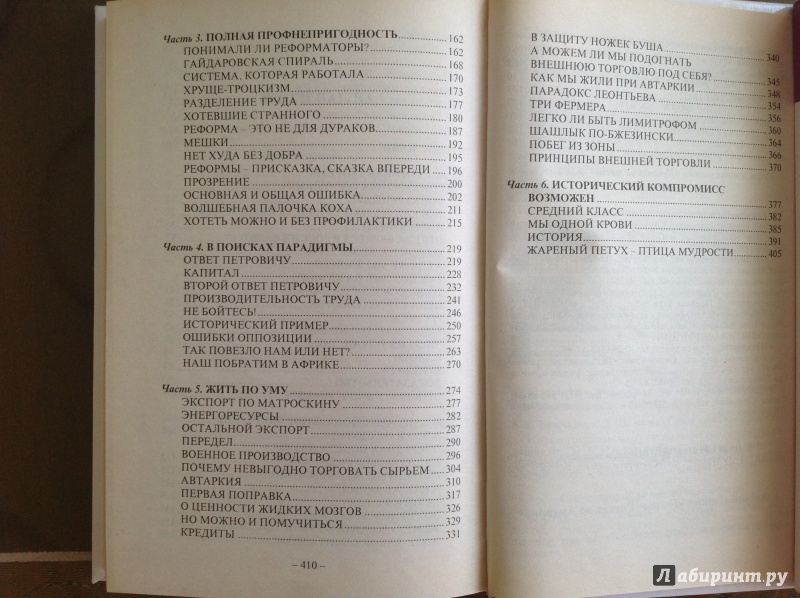 Часть 3. ПОЛНАЯ ПРОФНЕПРИГОДНОСТЬ 162
ПОНИМАЛИ ЛИ РЕФОРМАТОРЫ? 162
ГАЙДАРОВСКАЯ СПИРАЛЬ 168
СИСТЕМА, КОТОРАЯ РАБОТАЛА 170
ХРУЩЕ-ТРОЦКИЗМ 173
РАЗДЕЛЕНИЕ ТРУДА 177
ХОТЕВШИЕ СТРАННОГО 180
РЕФОРМА – ЭТО НЕ ДЛЯ ДУРАКОВ 187
МЕШКИ 192
НЕТ ХУДА БЕЗ ДОБРА 195
РЕФОРМЫ – ПРИСКАЗКА, СКАЗКА ВПЕРЕДИ 196
ПРОЗРЕНИЕ 200
ОСНОВНАЯ И ОБЩАЯ ОШИБКА 202
ВОЛШЕБНАЯ ПАЛОЧКА КОХА 211
ХОТЕТЬ МОЖНО И БЕЗ ПРОФИЛАКТИКИ 215
Часть 4. В ПОИСКАХ ПАРАДИГМЫ 219
ОТВЕТ ПЕТРОВИЧУ 219
КАПИТАЛ 228
ВТОРОЙ ОТВЕТ ПЕТРОВИЧУ 232
ПРОИЗВОДИТЕЛЬНОСТЬ ТРУДА 241
НЕ БОЙТЕСЬ! 246
ИСТОРИЧЕСКИЙ ПРИМЕР 250
ОШИБКИ ОППОЗИЦИИ 257
ТАК ПОВЕЗЛО НАМ ИЛИ НЕТ? 263
НАШ ПОБРАТИМ В АФРИКЕ 270
Часть 5. ЖИТЬ ПО УМУ 274
ЭКСПОРТ ПО МАТРОСКИНУ 277
ЭНЕРГОРЕСУРСЫ 282
ОСТАЛЬНОЙ ЭКСПОРТ 287
ПЕРЕДЕЛ 290
ВОЕННОЕ ПРОИЗВОДСТВО 296
ПОЧЕМУ НЕВЫГОДНО ТОРГОВАТЬ СЫРЬЕМ 304
АВТАРКИЯ 310
ПЕРВАЯ ПОПРАВКА 317
О ЦЕННОСТИ ЖИДКИХ МОЗГОВ 326
НО МОЖНО И ПОМУЧИТЬСЯ 329
КРЕДИТЫ 331
– 410 –
В ЗАЩИТУ НОЖЕК БУША 340
А МОЖЕМ ЛИ МЫ ПОДОГНАТЬ
ВНЕШНЮЮ ТОРГОВЛЮ ПОД СЕБЯ? 345
КАК МЫ ЖИЛИ ПРИ АВТАРКИИ 348
ПАРАДОКС ЛЕОНТЬЕВА 354
ТРИ ФЕРМЕРА 356
ЛЕГКО ЛИ БЫТЬ ЛИМИТРОФОМ 360
ШАШЛЫК ПО-БЖЕЗИНСКИ 364
ПОБЕГ ИЗ ЗОНЫ 366
ПРИНЦИПЫ ВНЕШНЕЙ ТОРГОВЛИ 370
Часть 6. ИСТОРИЧЕСКИЙ КОМПРОМИСС
ВОЗМОЖЕН 377
СРЕДНИЙ КЛАСС 382
МЫ ОДНОЙ КРОВИ 385
ИСТОРИЯ 391
ЖАРЕНЫЙ ПЕТУХ – ПТИЦА МУДРОСТИ 405
Лабиринт.ру